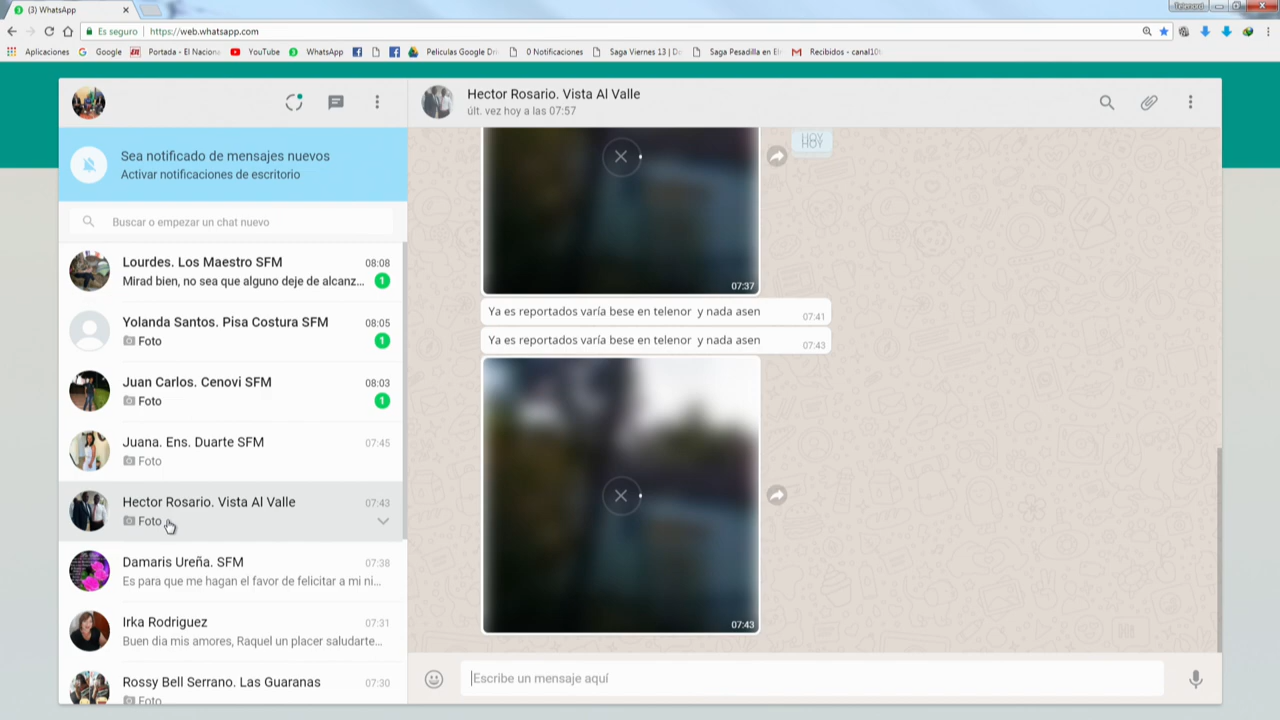 (3) WhatsApp
Telenord
Es seguro | https://web.whatsapp.com
Aplicaciones Google Portada - El Naciona YouTube WhatsApp Peliculas Google Dri 0 Notificaciones Saga Viernes 13 | D Saga Pesadilla en El Recibidos - canal10
Hector Rosario. Vista Al Valle
últ. vez hoy a las 07:57
Sea notificado de mensajes nuevos
Activar notificaciones de escritorio
Buscar o empezar un chat nuevo
Lourdes. Los Maestro SFM 08:08
Mirad bien, no sea que alguno deje de alcanz... 1
Yolanda Santos. Pisa Costura SFM 08:05
Foto 1
Juan Carlos. Cenovi SFM 08:03
Foto 1
Juana. Ens. Duarte SFM 07:45
Foto
Hector Rosario. Vista Al Valle 07:43
Foto
Damaris Ureña. SFM 07:38
Es para que me hagan el favor de felicitar a mi ni...
Irka Rodriguez 07:31
Buen dia mis amores, Raquel un placer saludarte...
Rossy Bell Serrano. Las Guaranas 07:30
Foto
HOY
HOY
07:37
Ya es reportados varía bese en telenor y nada asen 07:41
Ya es reportados varía bese en telenor y nada asen 07:43
07:43
Escribe un mensaje aquí